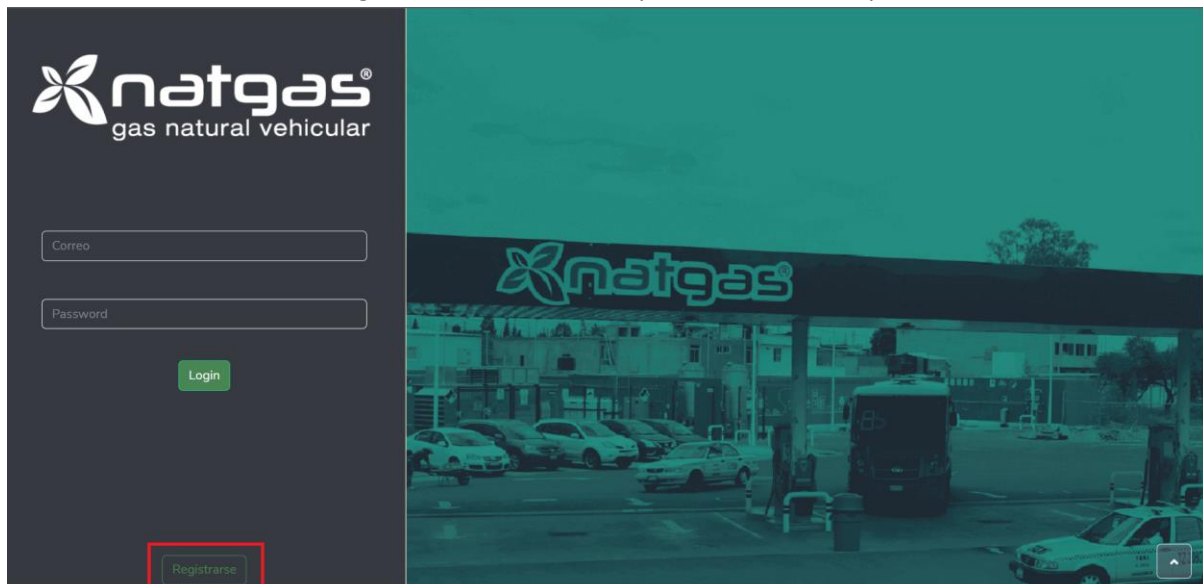 natgas®
gas natural vehicular
Correo
Password
Login
Registrarse
natgas®